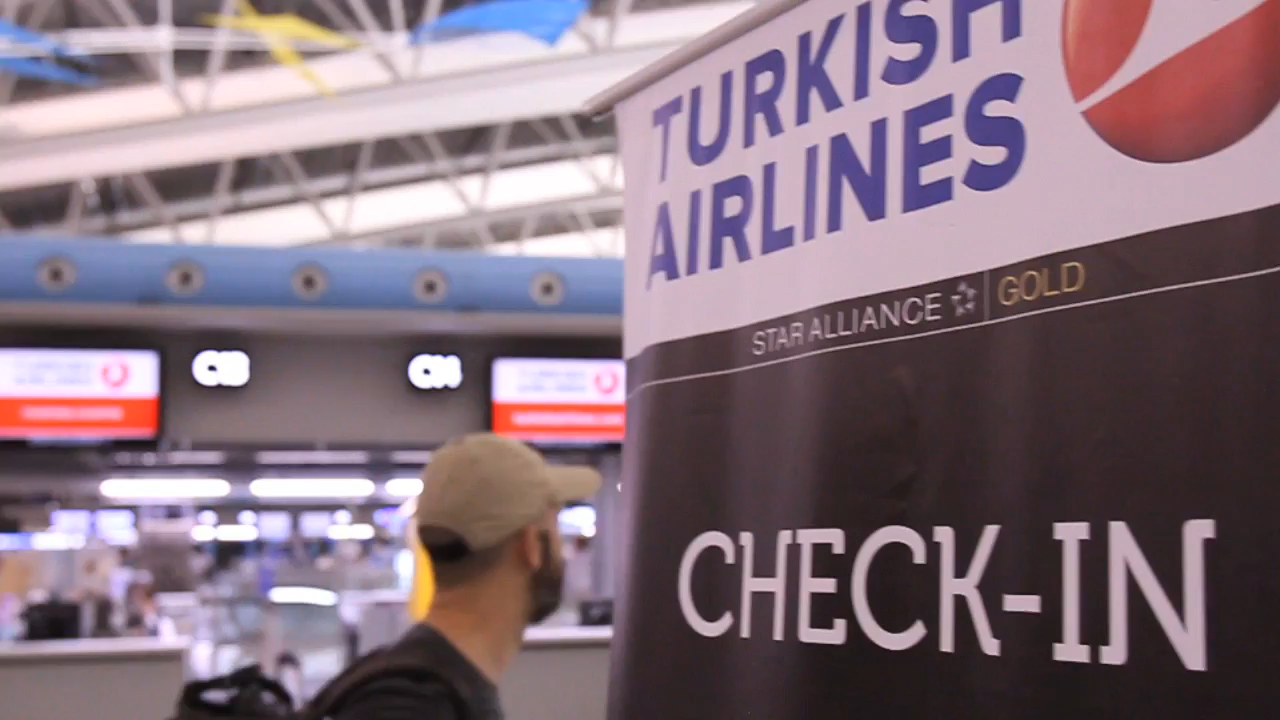 TURKISH
AIRLINES
STAR ALLIANCE GOLD
CHECK-IN